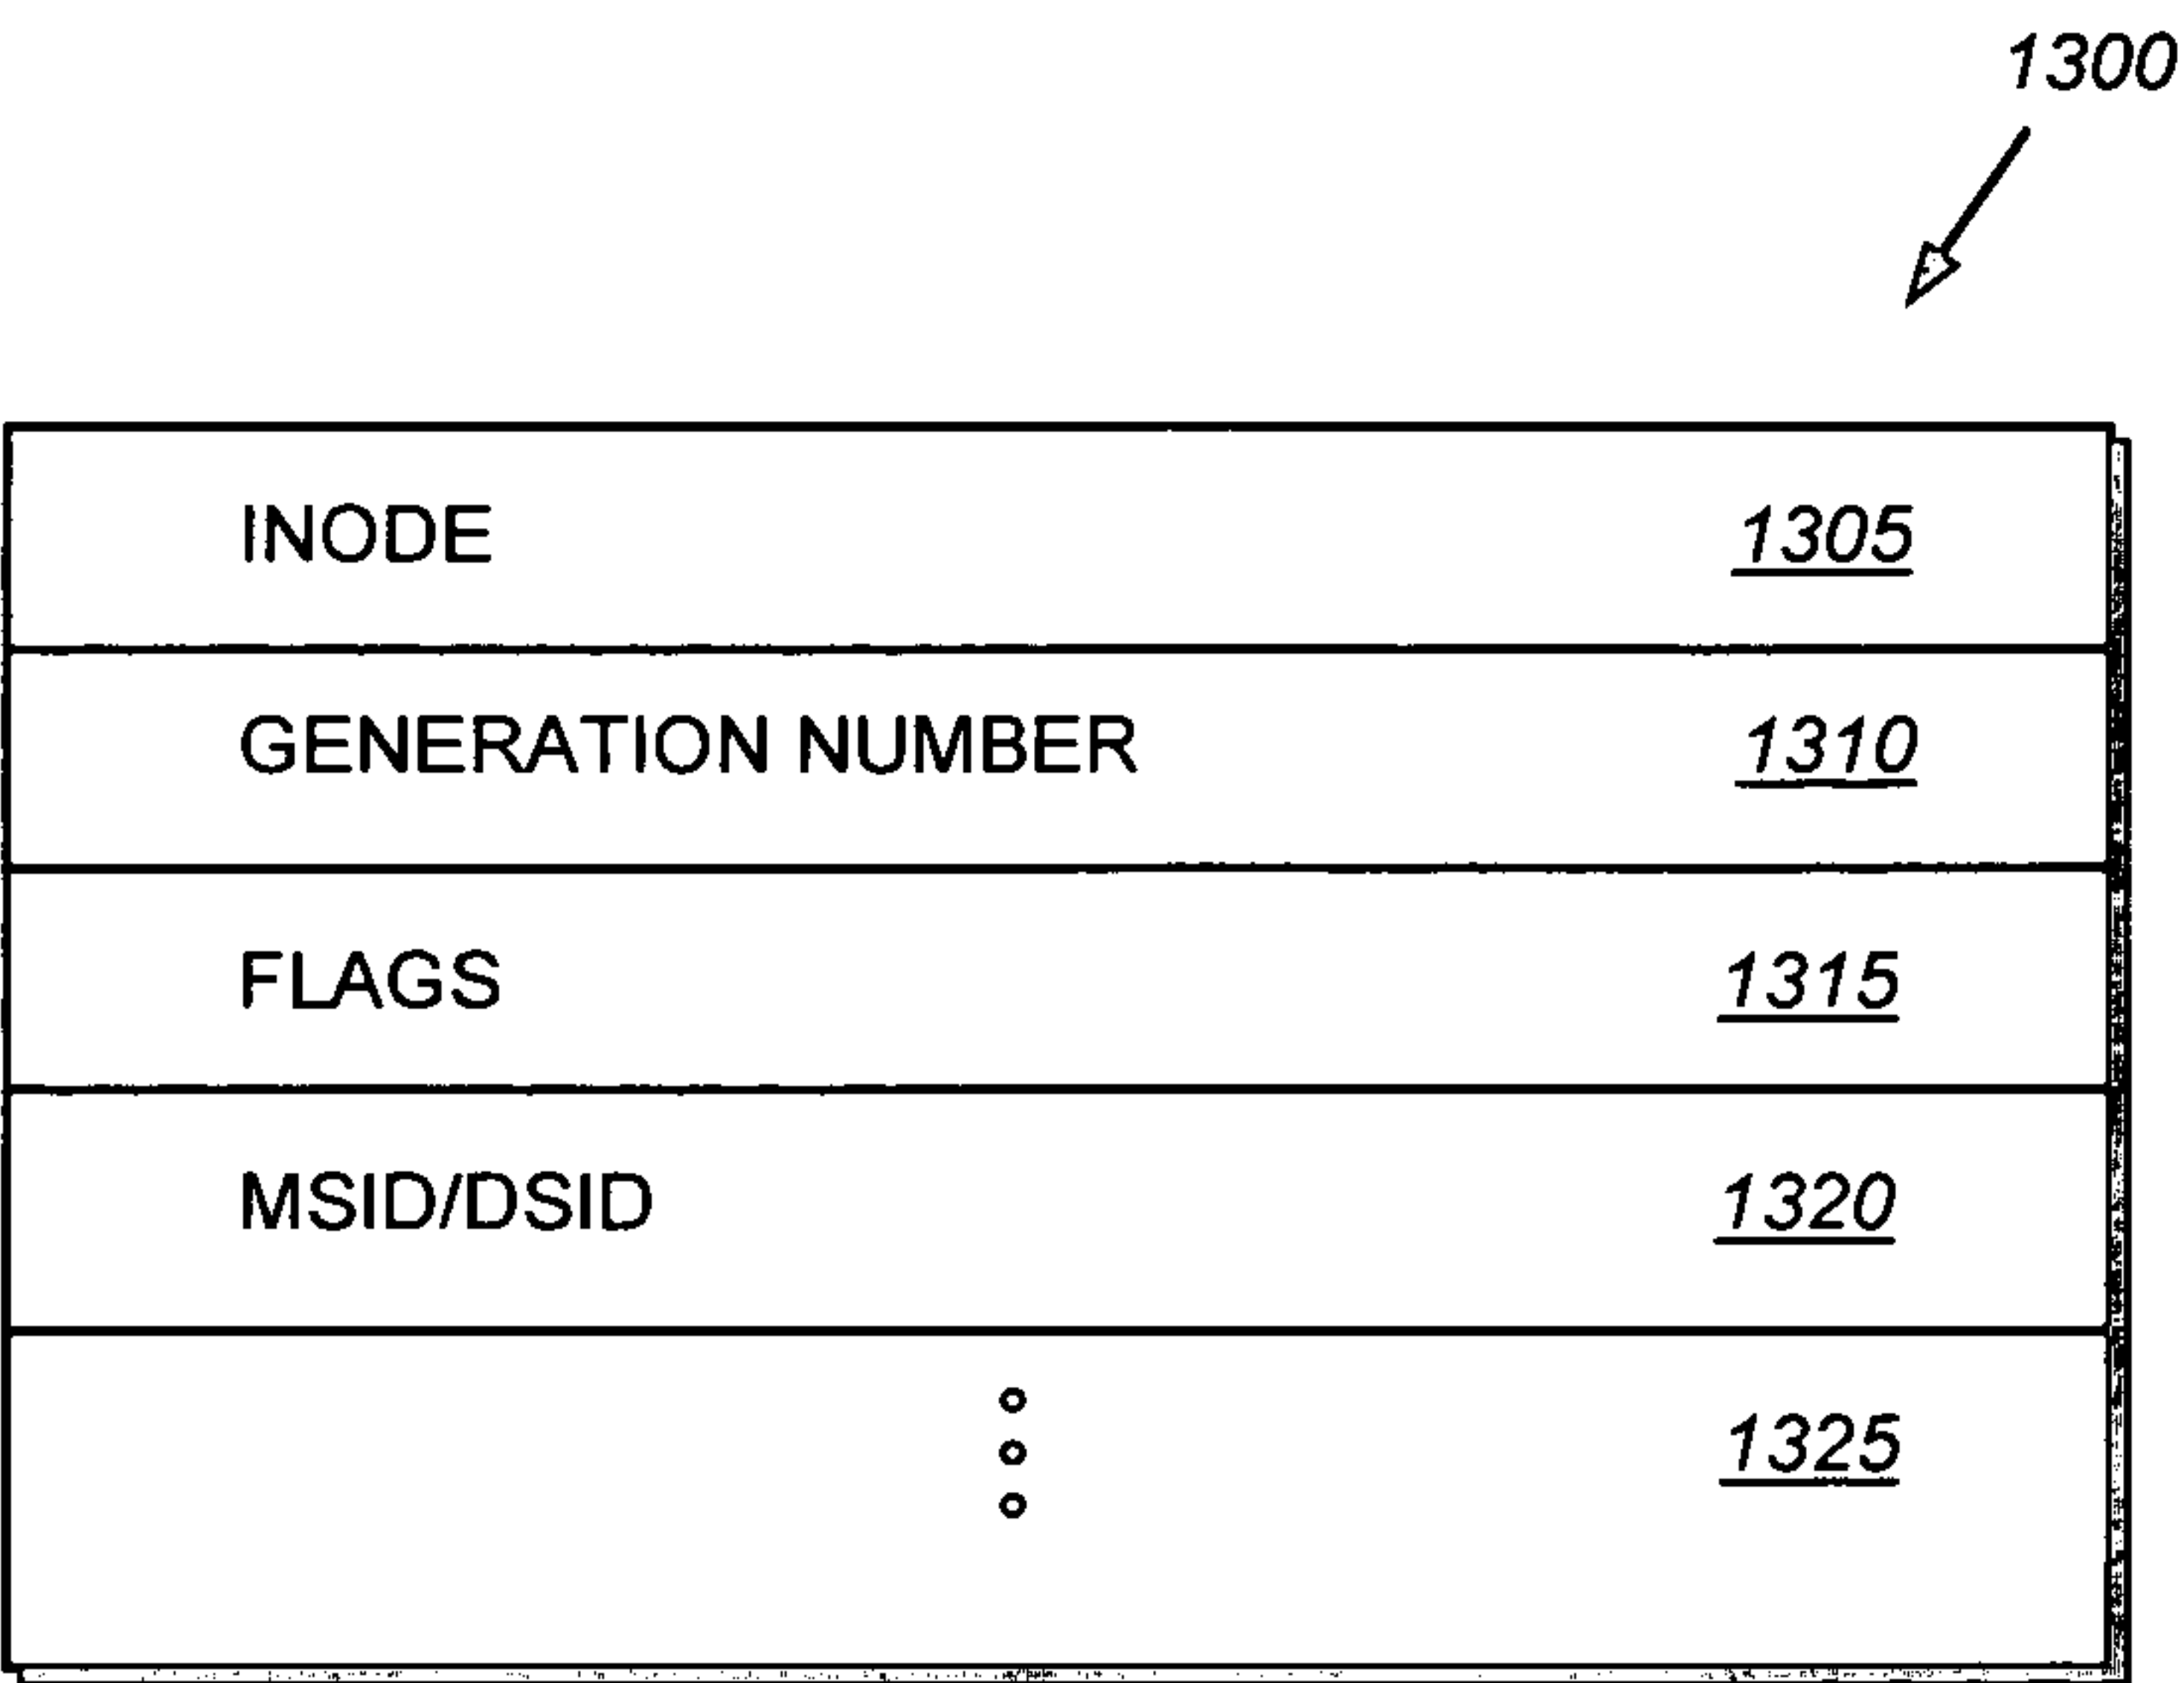 1300
INODE 1305
GENERATION NUMBER 1310
FLAGS 1315
MSID/DSID 1320
1325